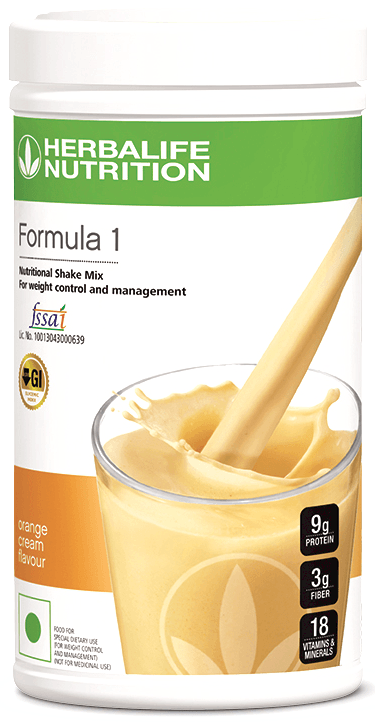 HERBALIFE
NUTRITION
Formula 1
Nutritional Shake Mix
For weight control and management
fssai
Lic. No. 10013043000639
GI
GLYCEMIC
INDEX
orange
cream
flavour
9g
PROTEIN
3g
FIBER
18
VITAMINS &
MINERALS
FOOD FOR
SPECIAL DIETARY USE
(FOR WEIGHT CONTROL
AND MANAGEMENT)
(NOT FOR MEDICINAL USE)